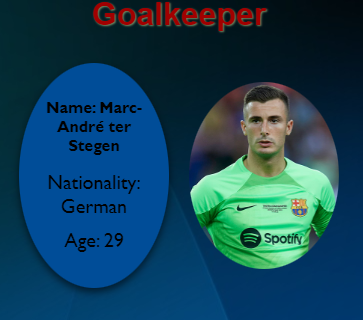 Goalkeeper
Name: Marc-
André ter
Stegen
Nationality:
German
Age: 29
Spotify